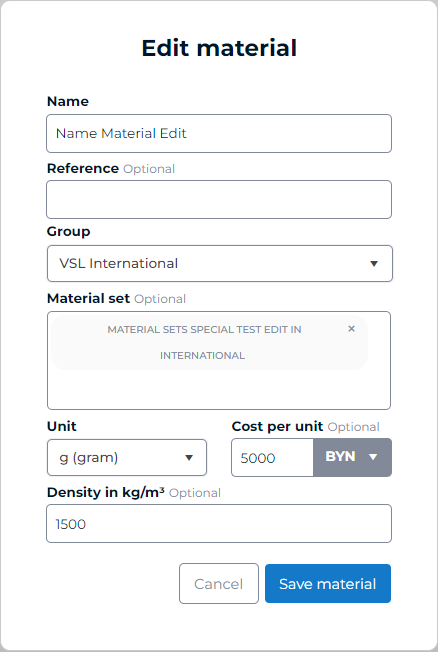 Edit material
Name
Name Material Edit
Reference Optional
Group
VSL International
Material set Optional
MATERIAL SETS SPECIAL TEST EDIT IN ×
INTERNATIONAL
Unit Cost per unit Optional
g (gram) 5000 BYN
Density in kg/m³ Optional
1500
Cancel Save material